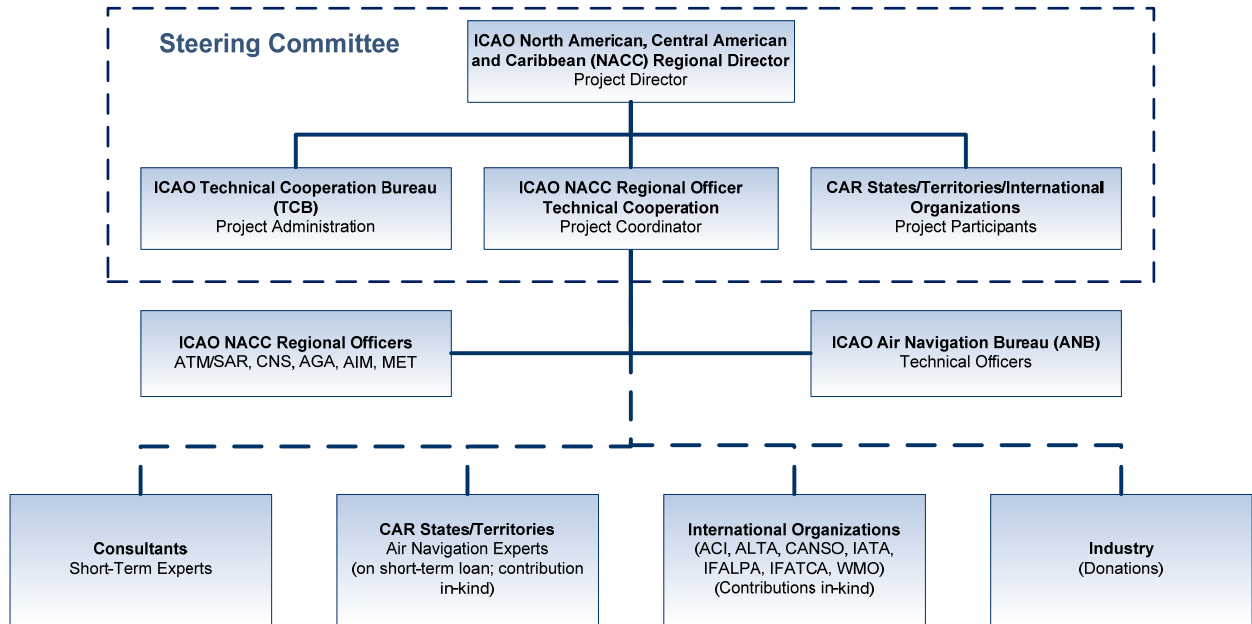 Steering Committee
ICAO North American, Central American
and Caribbean (NACC) Regional Director
Project Director
ICAO Technical Cooperation Bureau
(TCB)
Project Administration
ICAO NACC Regional Officer
Technical Cooperation
Project Coordinator
CAR States/Territories/International
Organizations
Project Participants
ICAO NACC Regional Officers
ATM/SAR, CNS, AGA, AIM, MET
ICAO Air Navigation Bureau (ANB)
Technical Officers
Consultants
Short-Term Experts
CAR States/Territories
Air Navigation Experts
(on short-term loan; contribution
in-kind)
International Organizations
(ACI, ALTA, CANSO, IATA,
IFALPA, IFATCA, WMO)
(Contributions in-kind)
Industry
(Donations)